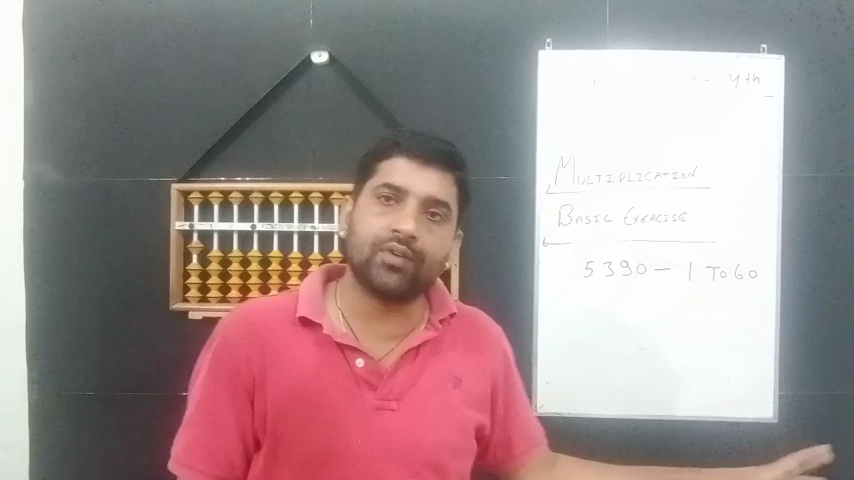 4th
MULTIPLICATION
BASIC EXERCISE
5390 - 1 TO 60